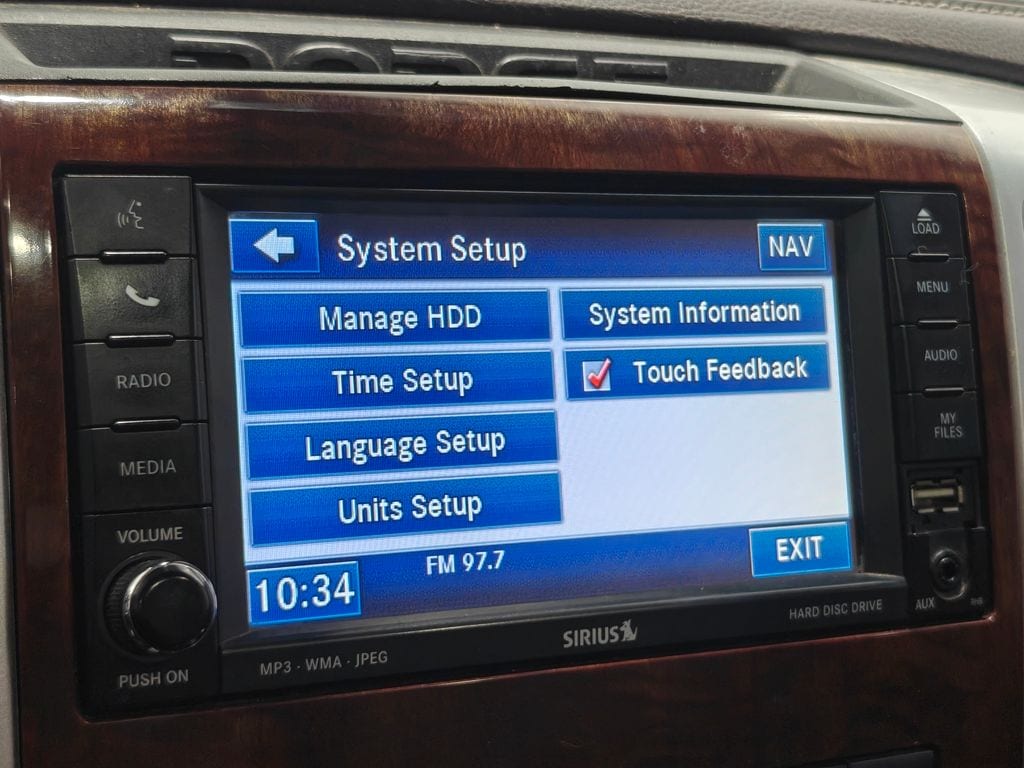 DODGE
System Setup
NAV
Manage HDD
System Information
Time Setup
Touch Feedback
Language Setup
Units Setup
EXIT
FM 97.7
10:34
RADIO
MEDIA
VOLUME
PUSH ON
LOAD
MENU
AUDIO
MY
FILES
AUX
HARD DISC DRIVE
SIRIUS
MP3 · WMA · JPEG